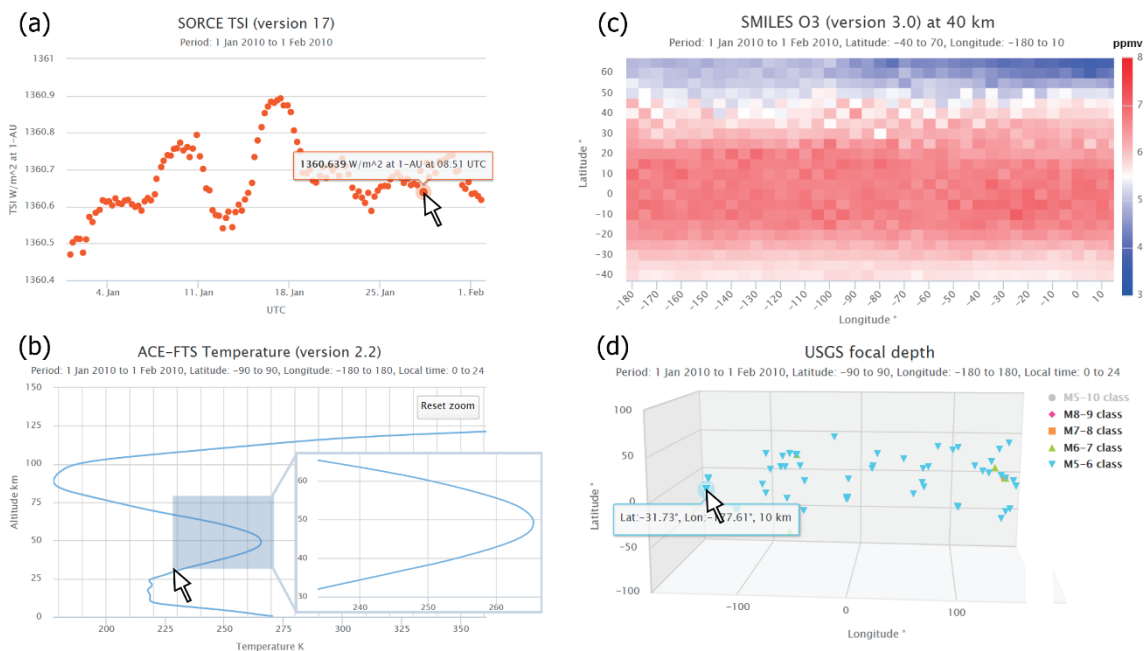 (a)
SORCE TSI (version 17)
Period: 1 Jan 2010 to 1 Feb 2010
TSI W/m^2 at 1-AU
1361
1360.9
1360.8
1360.7
1360.6
1360.5
1360.4
1360.639 W/m^2 at 1-AU at 08:51 UTC
4. Jan 11. Jan 18. Jan 25. Jan 1. Feb
UTC
(c)
SMILES O3 (version 3.0) at 40 km
Period: 1 Jan 2010 to 1 Feb 2010, Latitude: -40 to 70, Longitude: -180 to 10
ppmv
Latitude °
60
50
40
30
20
10
0
-10
-20
-30
-40
8
7
6
5
4
3
-180 -170 -160 -150 -140 -130 -120 -110 -100 -90 -80 -70 -60 -50 -40 -30 -20 -10 0 10
Longitude °
(b)
ACE-FTS Temperature (version 2.2)
Period: 1 Jan 2010 to 1 Feb 2010, Latitude: -90 to 90, Longitude: -180 to 180, Local time: 0 to 24
Altitude km
150
125
100
75
50
25
0
Reset zoom
60
50
40
30
240 250 260
200 225 250 275 300 325 350
Temperature K
(d)
USGS focal depth
Period: 1 Jan 2010 to 1 Feb 2010, Latitude: -90 to 90, Longitude: -180 to 180, Local time: 0 to 24
Latitude °
100
50
0
-50
-100
M5-10 class
M8-9 class
M7-8 class
M6-7 class
M5-6 class
Lat:-31.73°, Lon:-177.61°, 10 km
-100 0 100
Longitude °